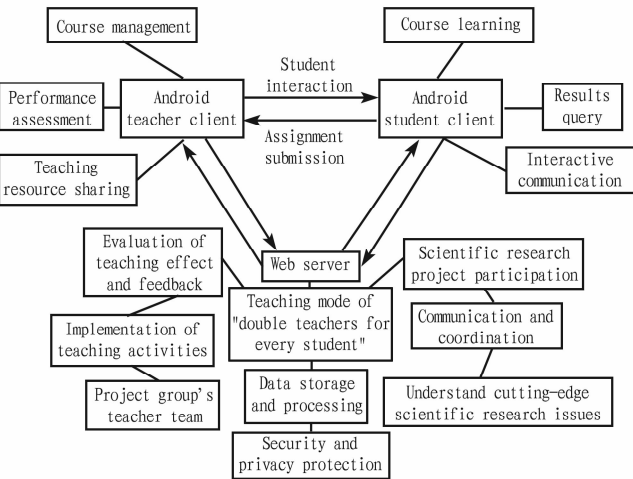 Course management
Course learning
Student
interaction
Performance
assessment
Android
teacher client
Android
student client
Results
query
Assignment
submission
Teaching
resource sharing
Interactive
communication
Evaluation of
teaching effect
and feedback
Web server
Scientific research
project participation
Teaching mode of
"double teachers for
every student"
Implementation of
teaching activities
Communication and
coordination
Project group's
teacher team
Data storage
and processing
Understand cutting-edge
scientific research issues
Security and
privacy protection